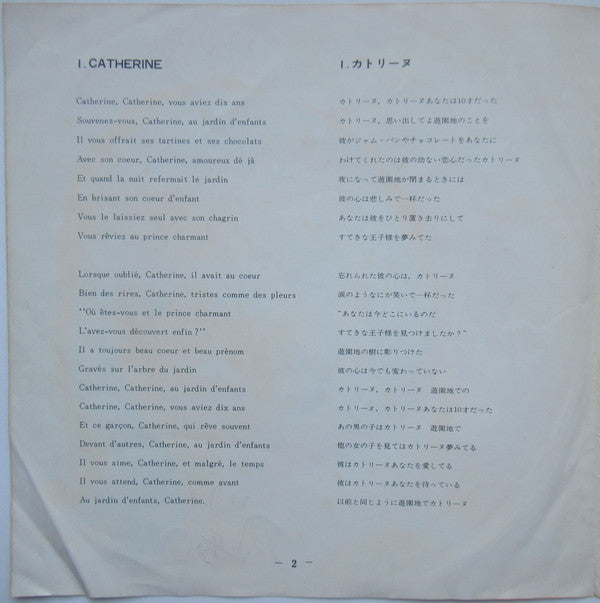 I. CATHERINE
Catherine, Catherine, vous aviez dix ans
Souvenez-vous, Catherine, au jardin d'enfants
Il vous offrait ses tartines et ses chocolats
Avec son coeur, Catherine, amoureux dé jà
Et quand la nuit refermait le jardin
En brisant son coeur d'enfant
Vous le laissiez seul avec son chagrin
Vous rêviez au prince charmant
Lorsque oublié, Catherine, il avait au coeur
Bien des rires, Catherine, tristes comme des pleurs
"Où êtes-vous et le prince charmant
L'avez-vous découvert enfin?"
Il a toujours beau coeur et beau prénom
Gravés sur l'arbre du jardin
Catherine, Catherine, au jardin d'enfants
Catherine, Catherine, vous aviez dix ans
Et ce garçon, Catherine, qui rêve souvent
Devant d'autres, Catherine, au jardin d'enfants
Il vous aime, Catherine, et malgré, le temps
Il vous attend, Catherine, comme avant
Au jardin d'enfants, Catherine.
I. カトリーヌ
カトリーヌ, カトリーヌあなたは10才だった
カトリーヌ, 思い出してよ遊園地のことを
彼がジャム・パンやチョコレートをあなたに
わけてくれたのは彼の幼ない恋心だったカトリーヌ
夜になって遊園地が閉まるときには
彼の心は悲しみで一杯だった
あなたは彼をひとり置き去りにして
すてきな王子様を夢みてた
忘れられた彼の心は, カトリーヌ
涙のようなにが笑いで一杯だった
"あなたは今どこにいるのだ
すてきな王子様を見つけましたか?"
遊園地の樹に彫りつけた
彼の心は今でも変わっていない
カトリーヌ, カトリーヌ 遊園地での
カトリーヌ, カトリーヌあなたは10才だった
あの男の子はカトリーヌ 遊園地で
他の女の子を見てはカトリーヌ夢みてる
彼はカトリーヌあなたを愛してる
彼はカトリーヌあなたを待っている
以前と同じように遊園地でカトリーヌ
- 2 -